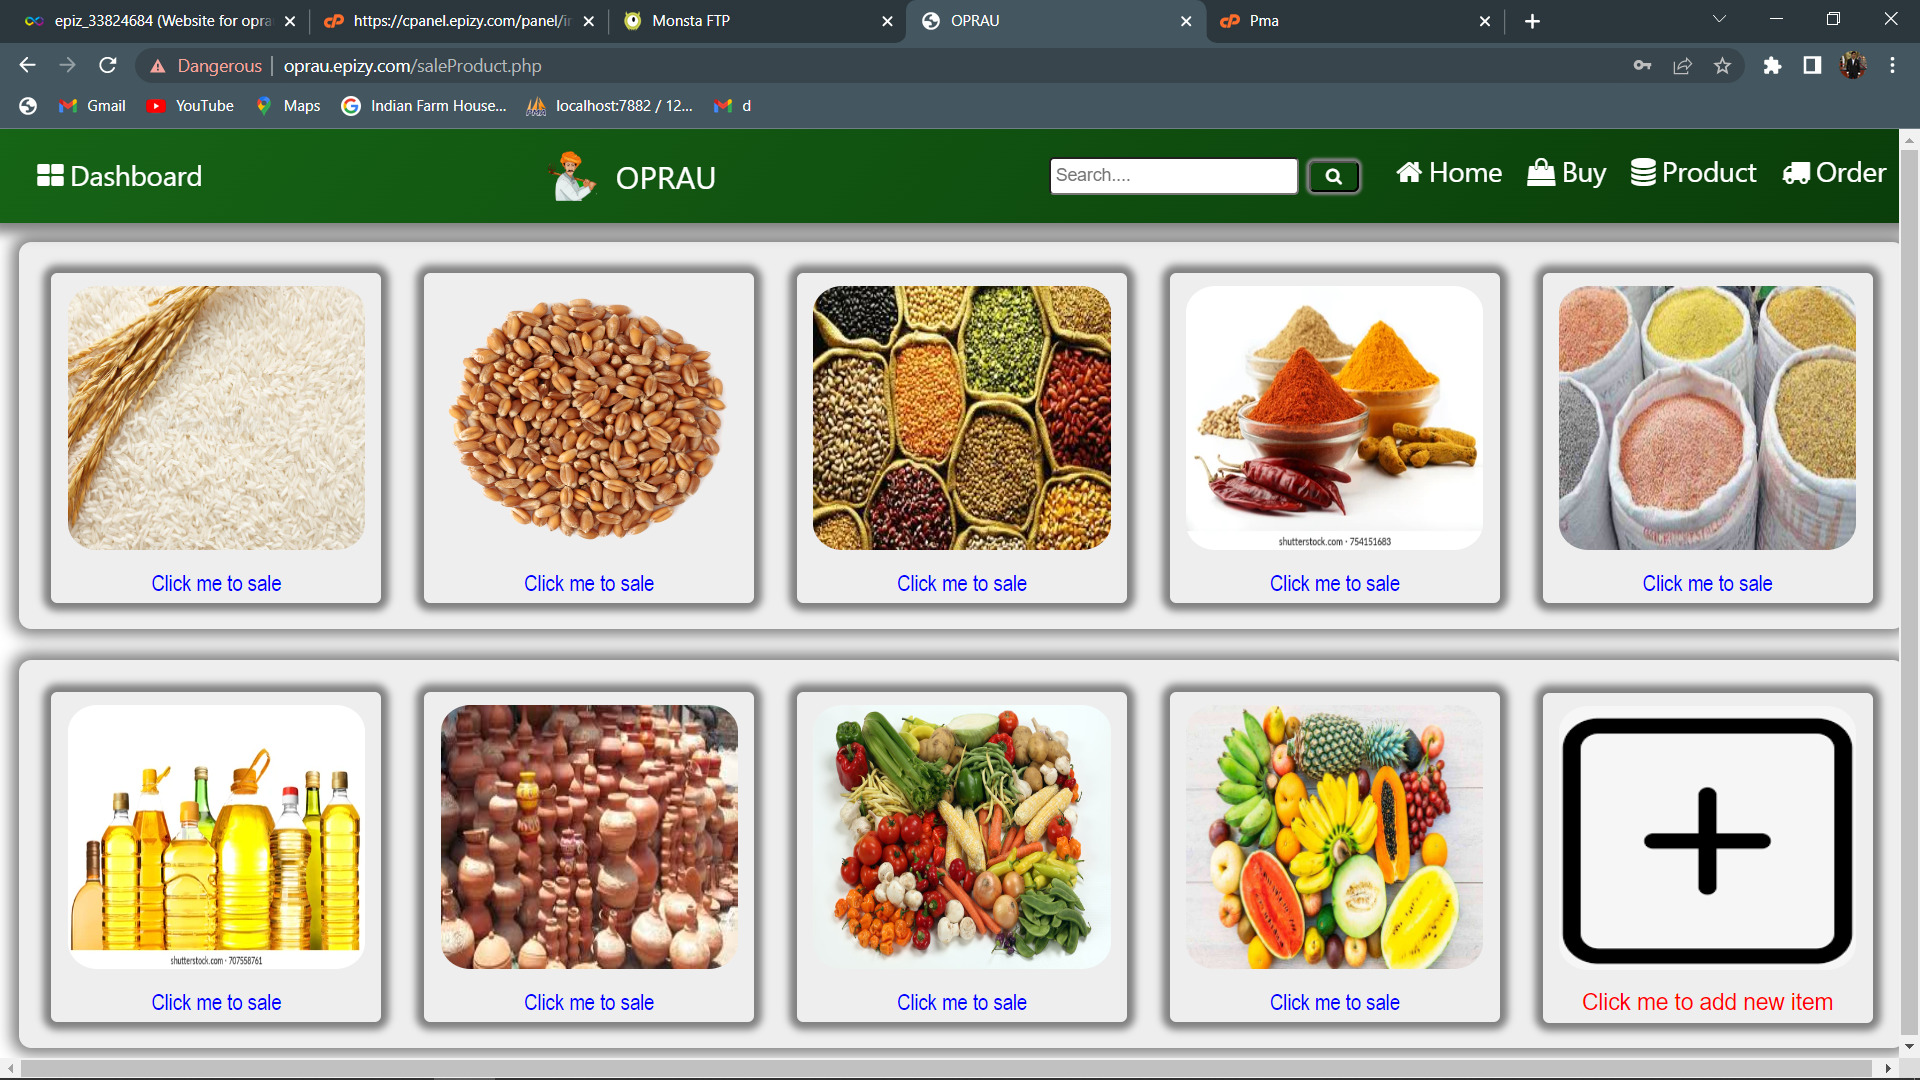 epiz_33824684 (Website for opra
https://cpanel.epizy.com/panel/in
Monsta FTP
OPRAU
Pma
Dangerous
oprau.epizy.com/saleProduct.php
Gmail
YouTube
Maps
Indian Farm House...
localhost:7882 / 12...
d
Dashboard
OPRAU
Search....
Home
Buy
Product
Order
shutterstock.com · 754151683
Click me to sale
Click me to sale
Click me to sale
Click me to sale
Click me to sale
shutterstock.com · 707558761
Click me to sale
Click me to sale
Click me to sale
Click me to sale
Click me to add new item